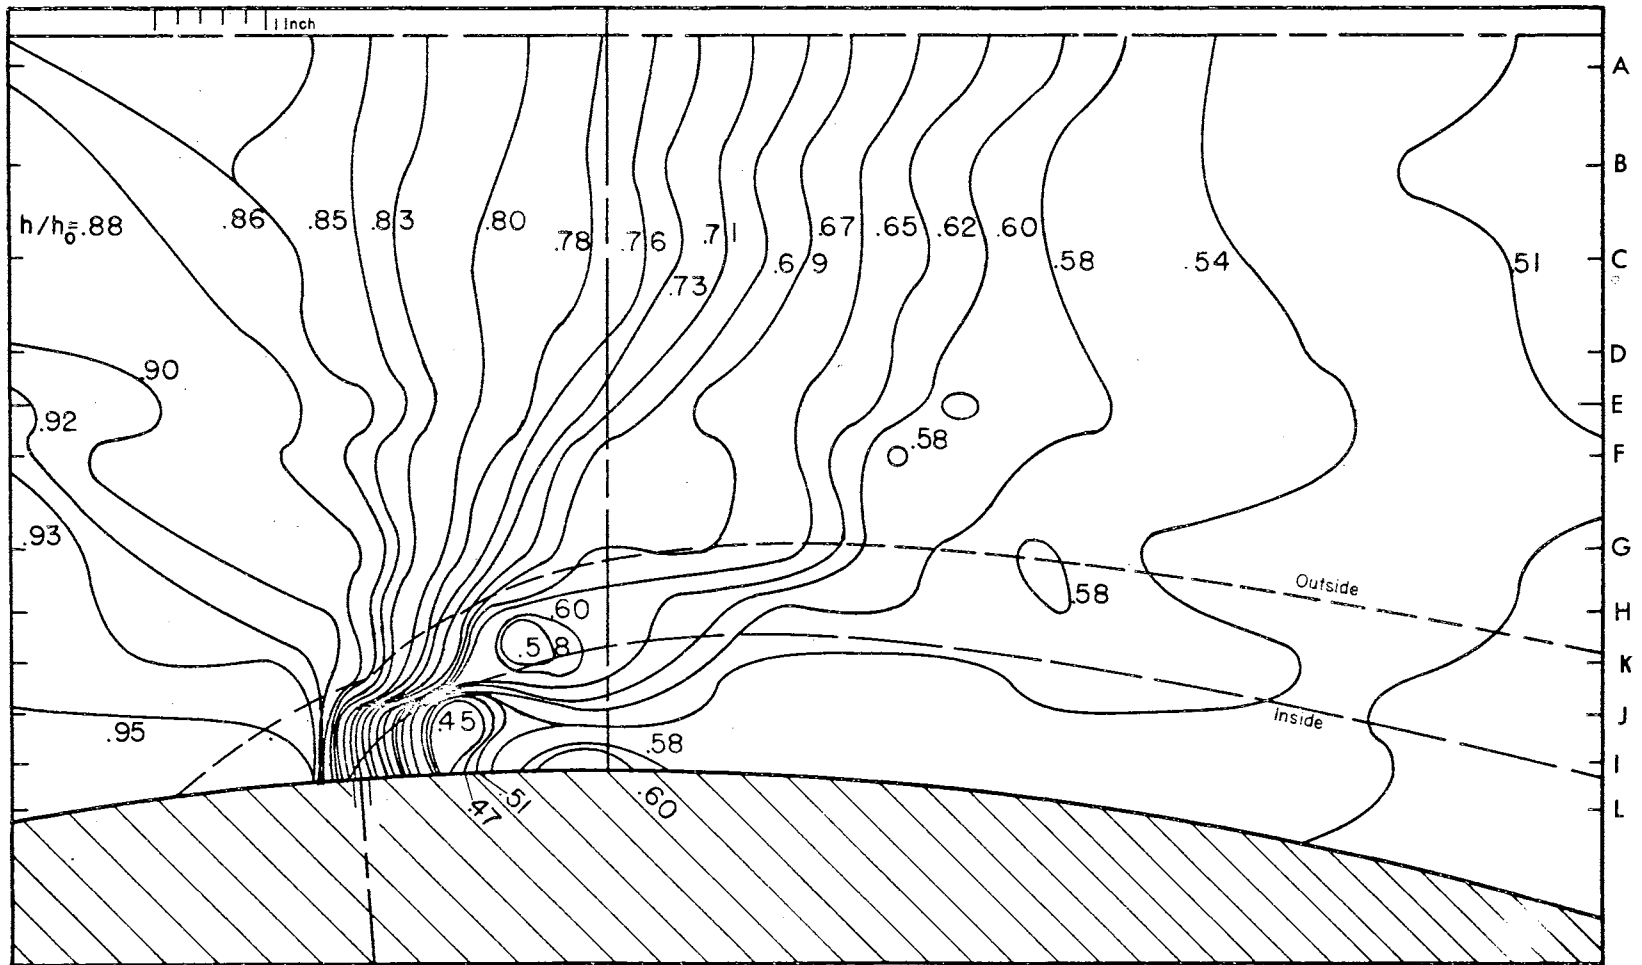 1 Inch
A
B
h/h₀=.88
.86
.85
.83
.80
.78
.76
.71
.67
.65
.62
.60
.73
.69
.58
.54
.51
C
.90
D
.92
E
.58
F
.93
G
Outside
.60
.58
H
.58
K
.95
.45
Inside
J
.58
I
.47
.51
.60
L